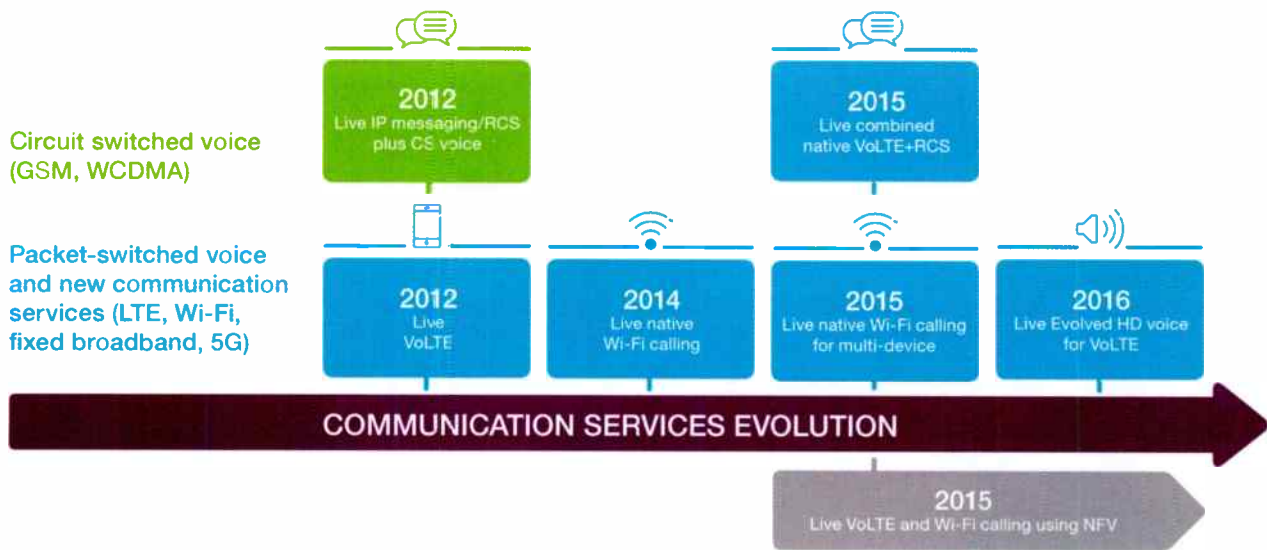 2012
Live IP messaging/RCS
plus CS voice
2015
Live combined
native VoLTE+RCS
Circuit switched voice
(GSM, WCDMA)
Packet-switched voice
and new communication
services (LTE, Wi-Fi,
fixed broadband, 5G)
2012
Live
VoLTE
2014
Live native
Wi-Fi calling
2015
Live native Wi-Fi calling
for multi-device
2016
Live Evolved HD voice
for VoLTE
COMMUNICATION SERVICES EVOLUTION
2015
Live VoLTE and Wi-Fi calling using NFV